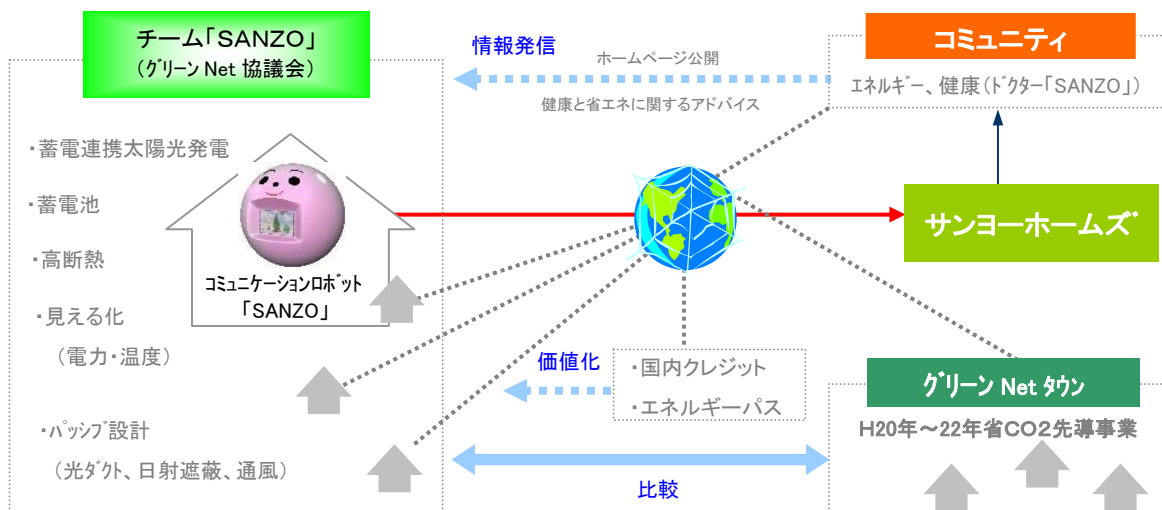 チーム「SANZO」
(グリーン Net 協議会)
・蓄電連携太陽光発電
・蓄電池
・高断熱
・見える化
(電力・温度)
・パッシブ設計
(光ダクト、日射遮蔽、通風)
コミュニケーションロボット
「SANZO」
情報発信
ホームページ公開
健康と省エネに関するアドバイス
価値化
・国内クレジット
・エネルギーパス
比較
コミュニティ
エネルギー、健康(ドクター「SANZO」)
サンヨーホームズ
グリーン Net タウン
H20年～22年省CO2先導事業